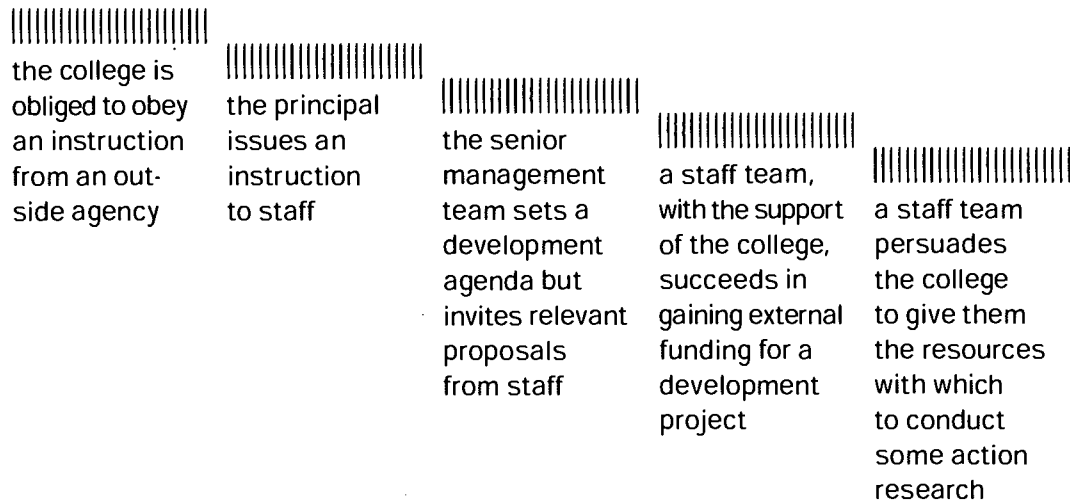 the college is
obliged to obey
an instruction
from an out-
side agency
the principal
issues an
instruction
to staff
the senior
management
team sets a
development
agenda but
invites relevant
proposals
from staff
a staff team,
with the support
of the college,
succeeds in
gaining external
funding for a
development
project
a staff team
persuades
the college
to give them
the resources
with which
to conduct
some action
research